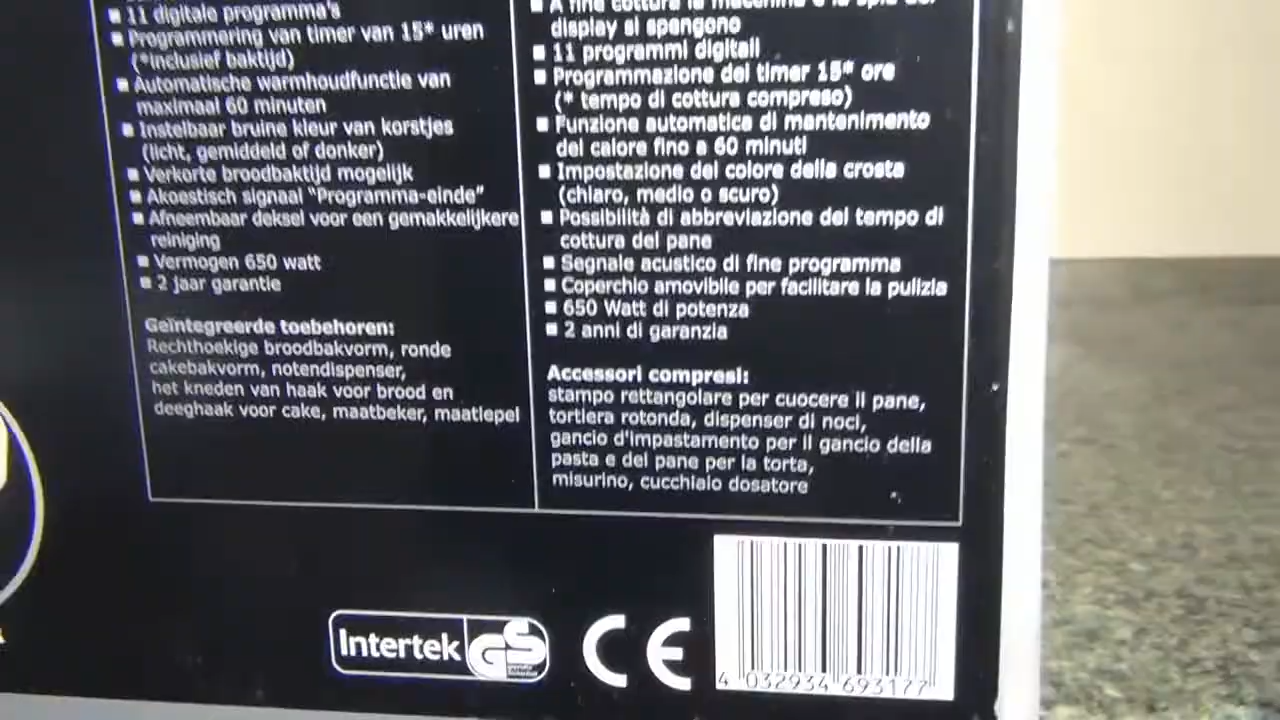 11 digitale programma's
Programmering van timer van 15* uren
(*inclusief baktijd)
Automatische warmhoudfunctie van
maximaal 60 minuten
Instelbaar bruine kleur van korstjes
(licht, gemiddeld of donker)
Verkorte broodbaktijd mogelijk
Akoestisch signaal "Programma-einde"
Afneembaar deksel voor een gemakkelijkere
reiniging
Vermogen 650 watt
2 jaar garantie
Geïntegreerde toebehoren:
Rechthoekige broodbakvorm, ronde
cakebakvorm, notendispenser,
het kneden van haak voor brood en
deeghaak voor cake, maatbeker, maatlepel
A fine cottura la macchina e la spia del
display si spengono
11 programmi digitali
Programmazione del timer 15* ore
(* tempo di cottura compreso)
Funzione automatica di mantenimento
del calore fino a 60 minuti
Impostazione del colore della crosta
(chiaro, medio o scuro)
Possibilità di abbreviazione del tempo di
cottura del pane
Segnale acustico di fine programma
Coperchio amovibile per facilitare la pulizia
650 Watt di potenza
2 anni di garanzia
Accessori compresi:
stampo rettangolare per cuocere il pane,
tortiera rotonda, dispenser di noci,
gancio d'impastamento per il gancio della
pasta e del pane per la torta,
misurino, cucchiaio dosatore
Intertek GS
CE
4 032934 693177